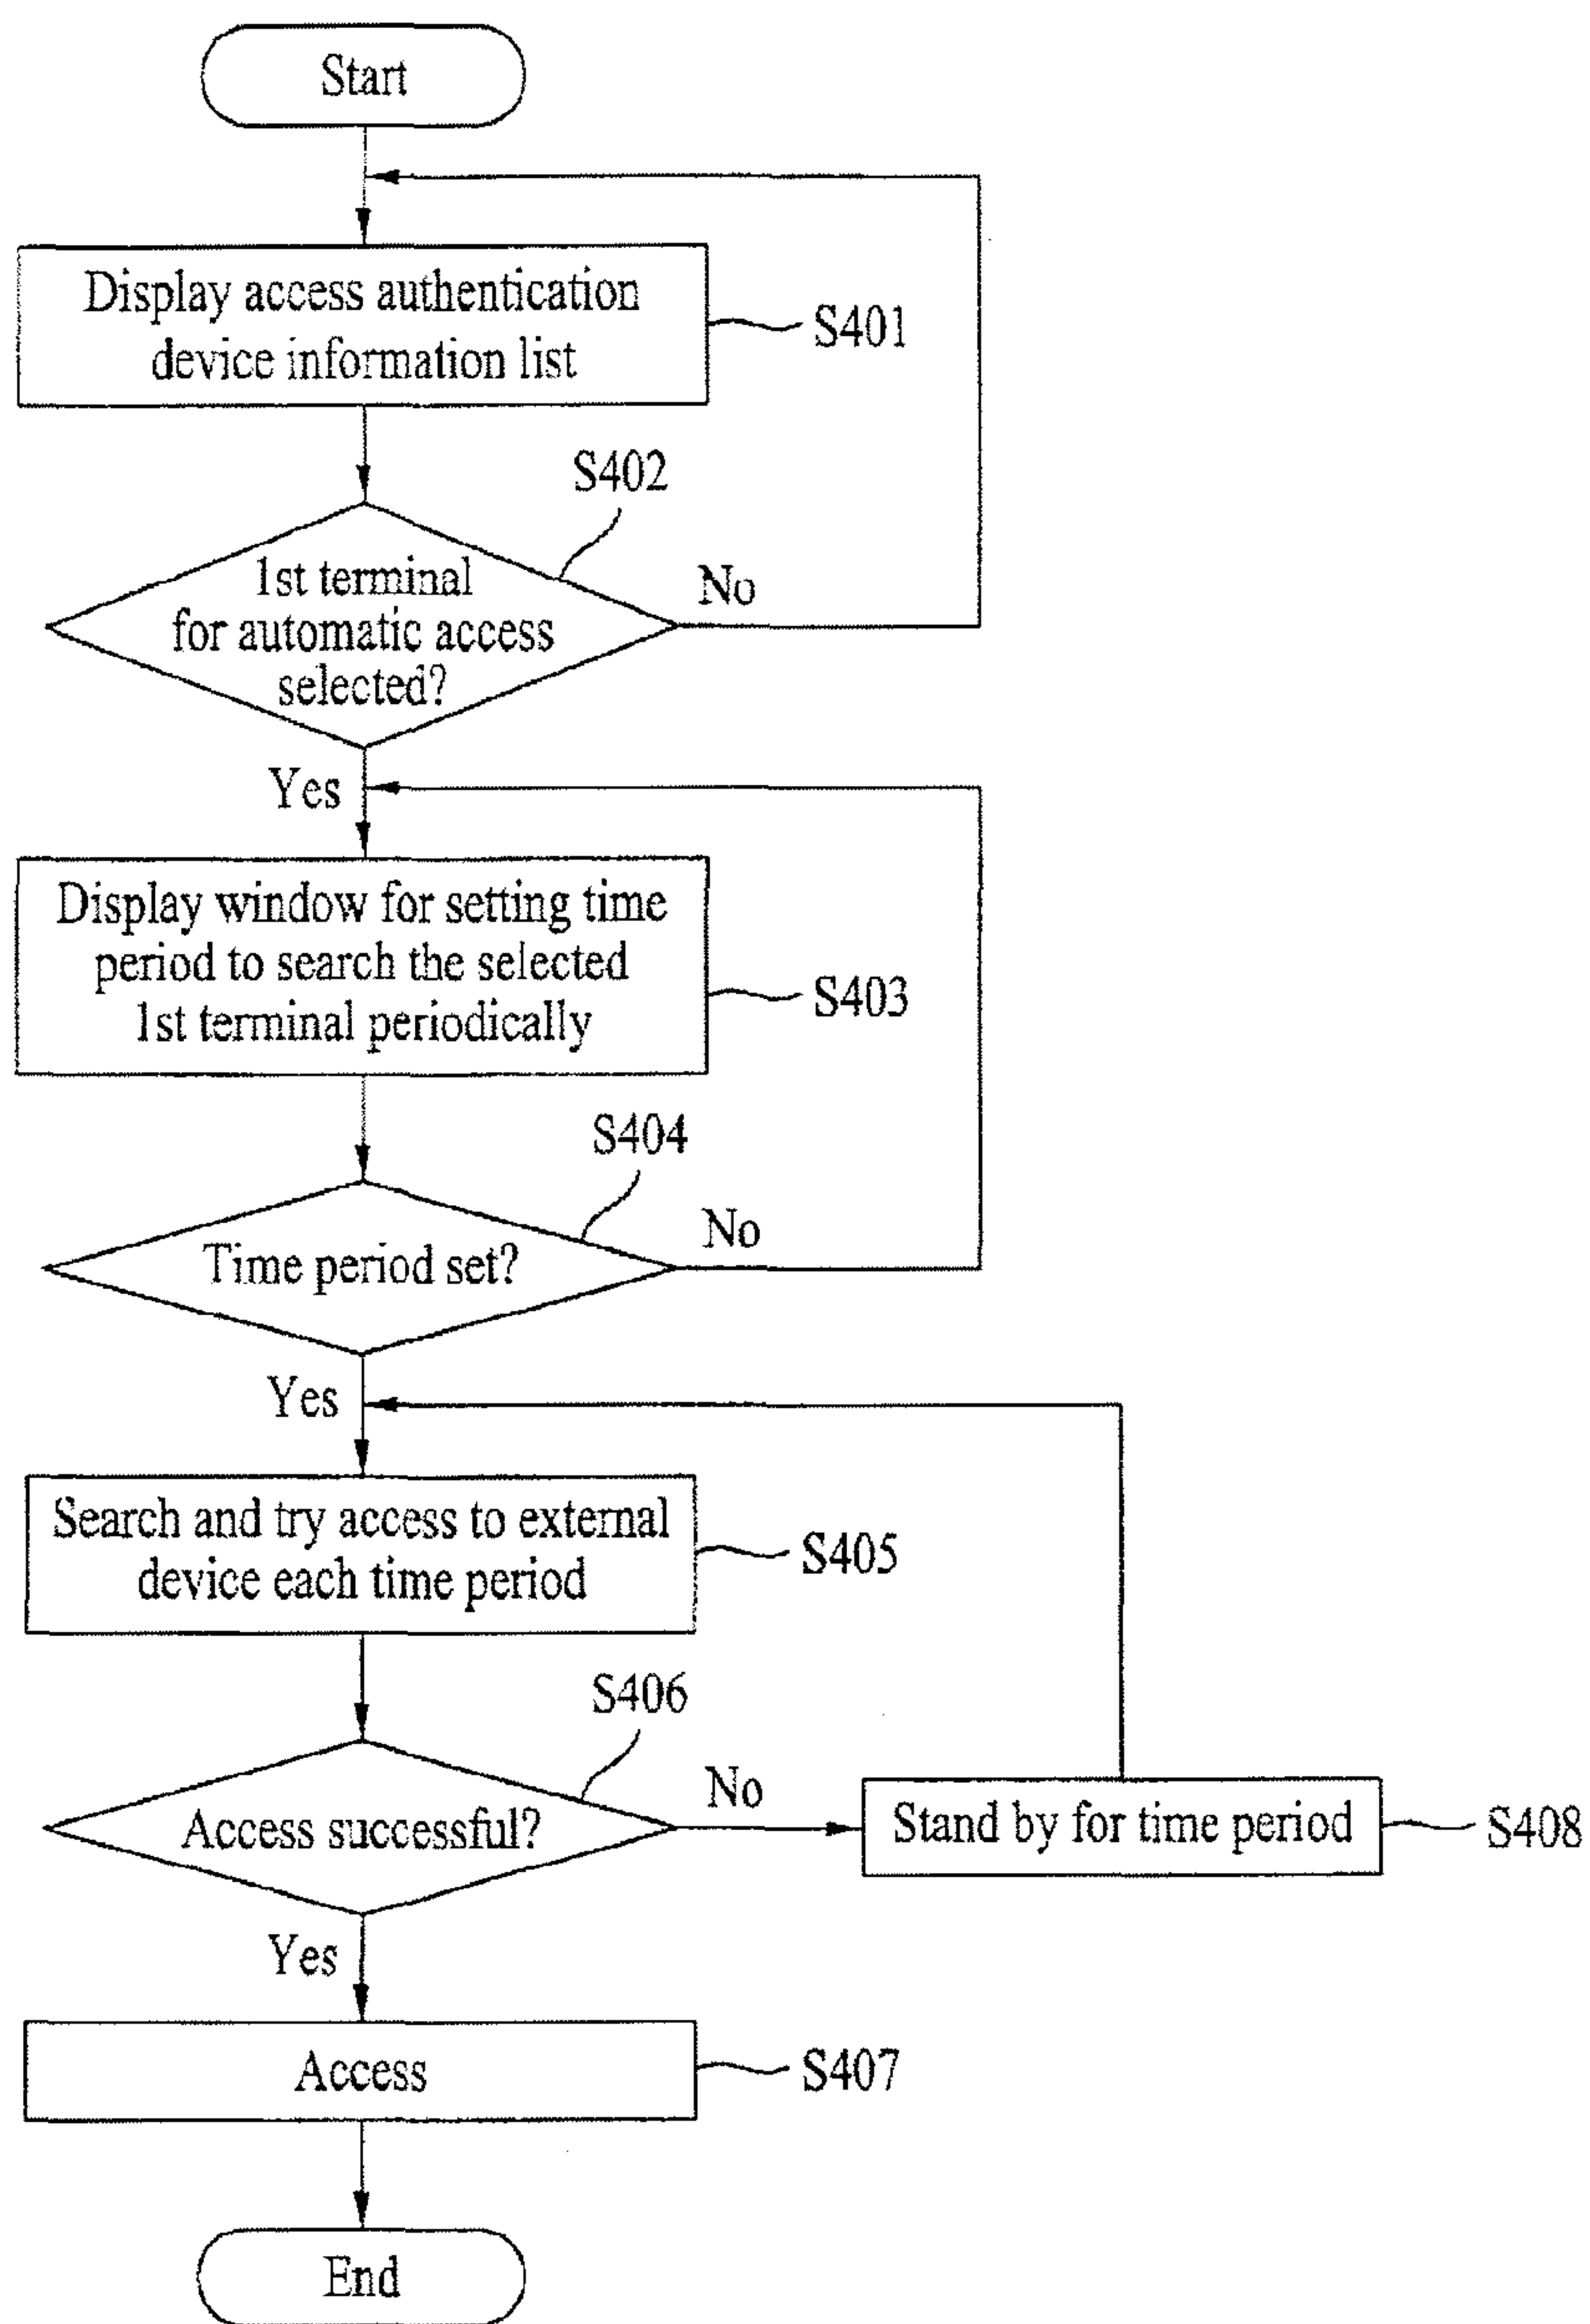 Start
Display access authentication
device information list
S401
S402
1st terminal
for automatic access
selected?
No
Yes
Display window for setting time
period to search the selected
1st terminal periodically
S403
S404
Time period set?
No
Yes
Search and try access to external
device each time period
S405
S406
Access successful?
No
Stand by for time period
S408
Yes
Access
S407
End